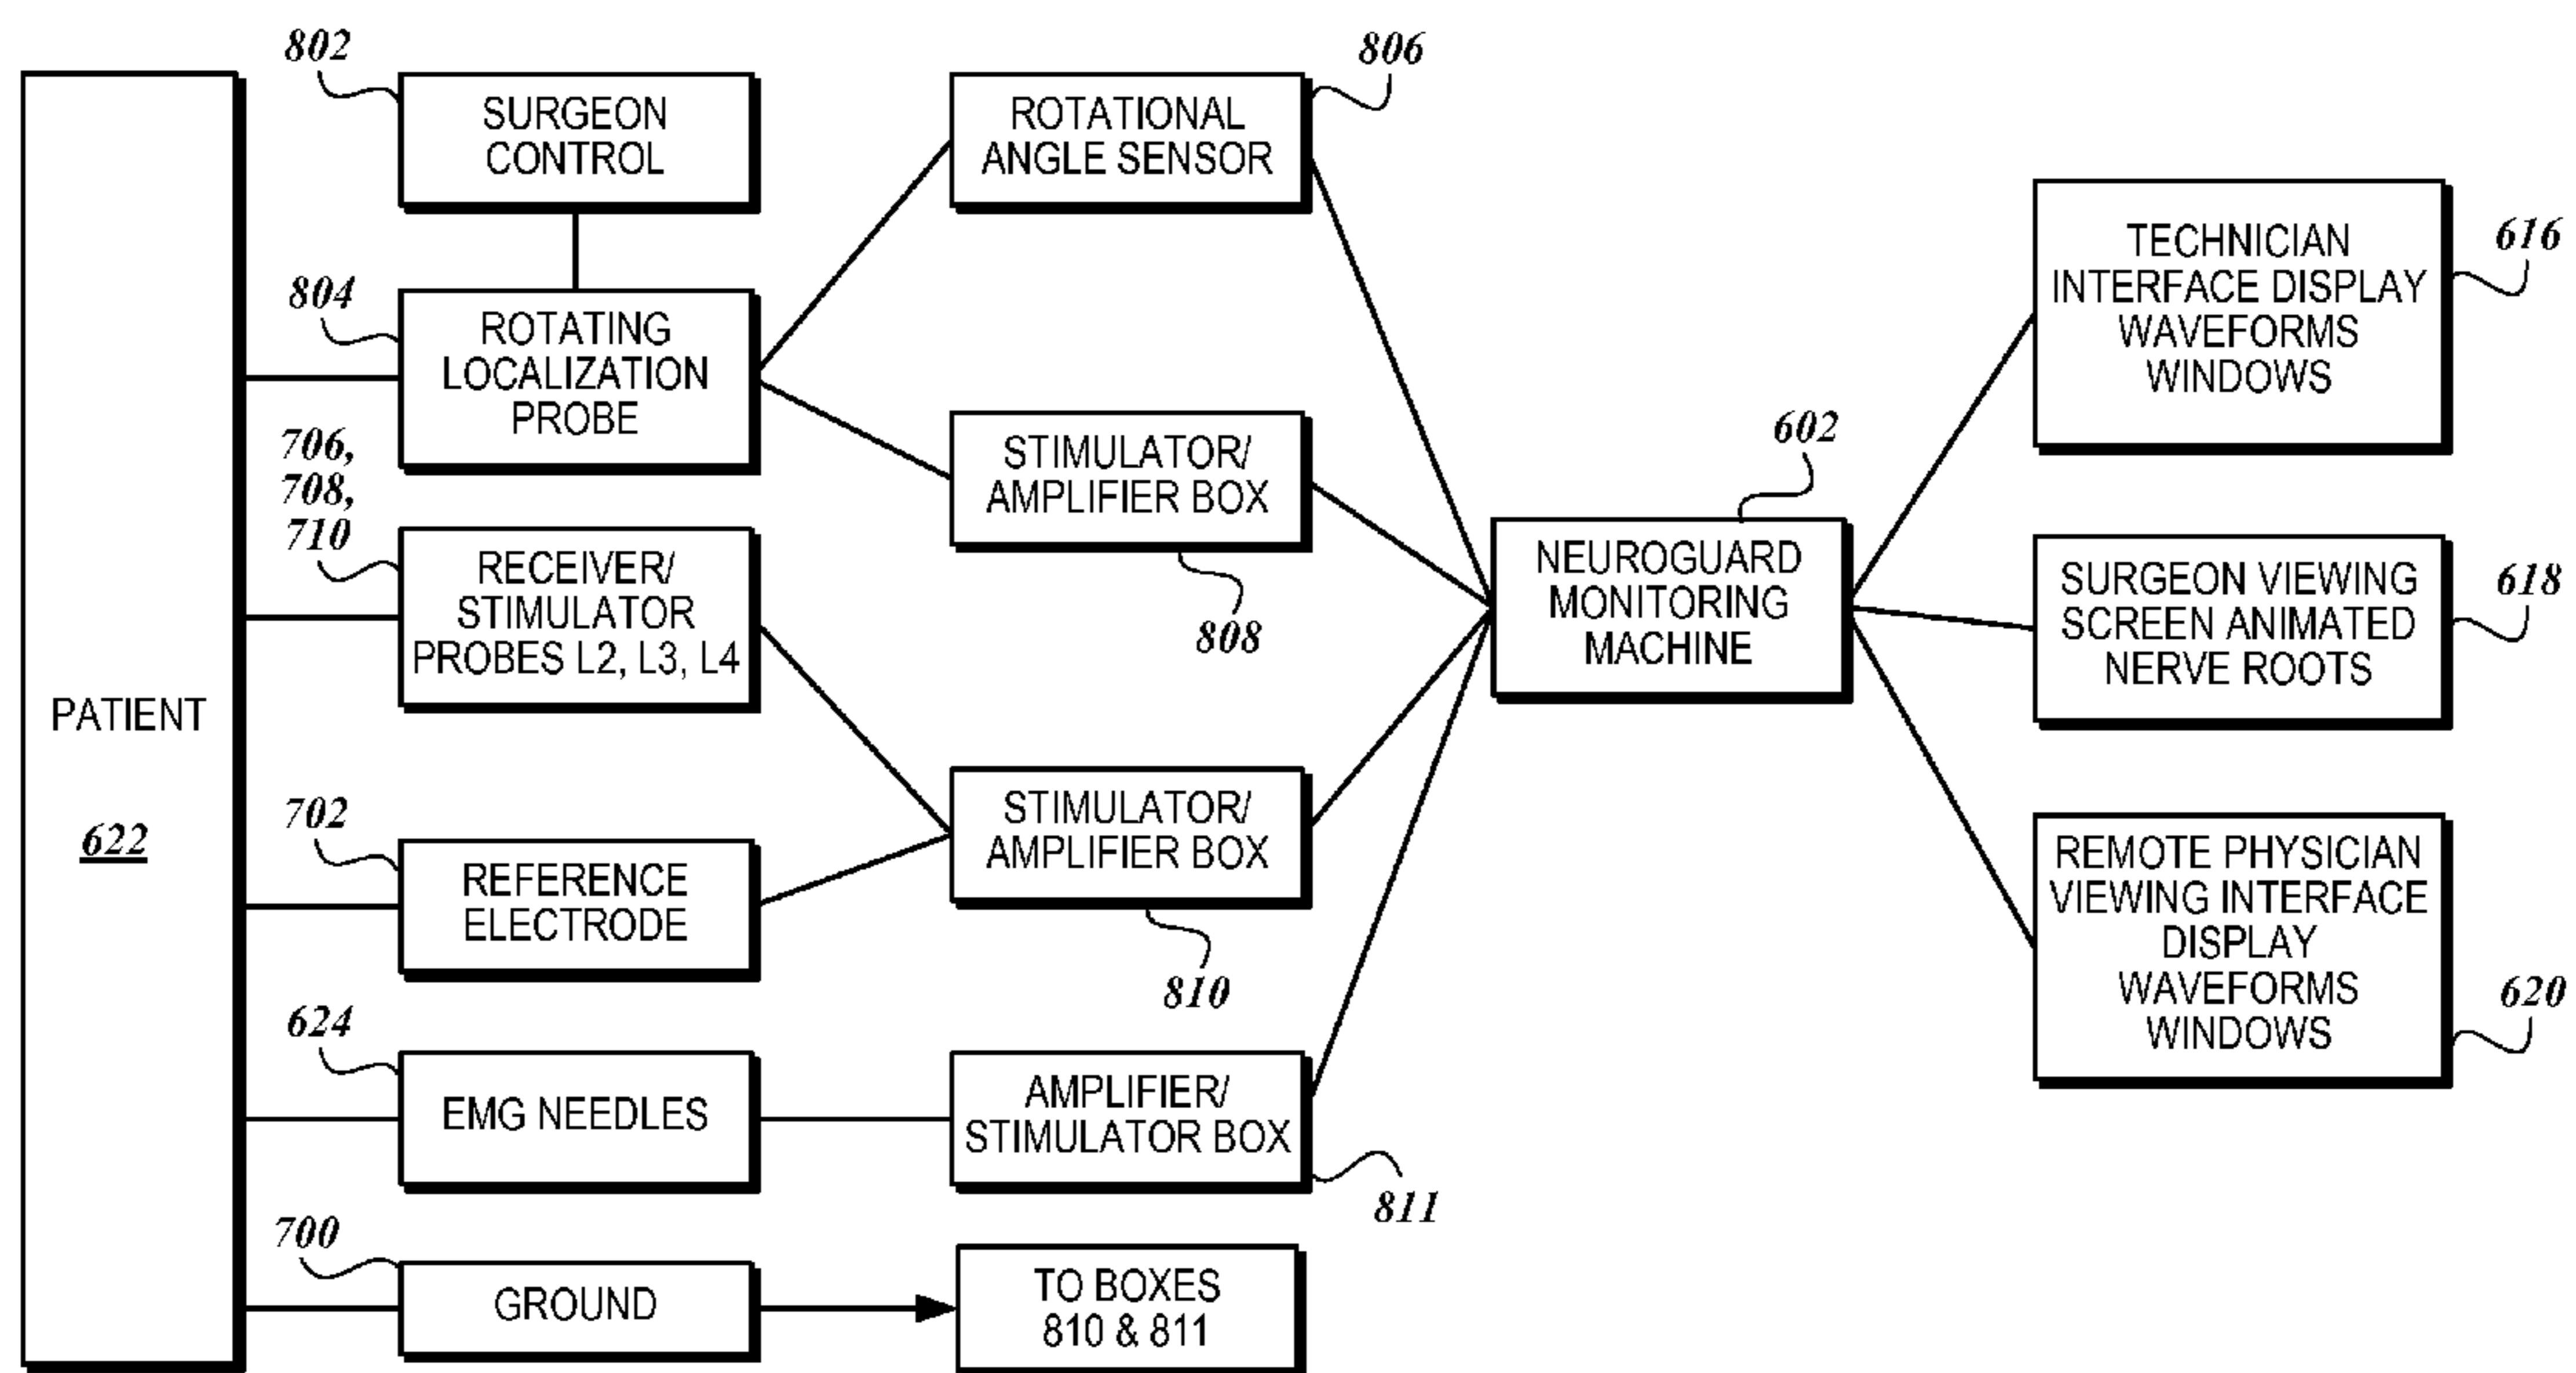 PATIENT
622
802
SURGEON
CONTROL
804
ROTATING
LOCALIZATION
PROBE
706,
708,
710
RECEIVER/
STIMULATOR
PROBES L2, L3, L4
702
REFERENCE
ELECTRODE
624
EMG NEEDLES
700
GROUND
806
ROTATIONAL
ANGLE SENSOR
STIMULATOR/
AMPLIFIER BOX
808
STIMULATOR/
AMPLIFIER BOX
810
AMPLIFIER/
STIMULATOR BOX
811
TO BOXES
810 & 811
602
NEUROGUARD
MONITORING
MACHINE
TECHNICIAN
INTERFACE DISPLAY
WAVEFORMS
WINDOWS
616
SURGEON VIEWING
SCREEN ANIMATED
NERVE ROOTS
618
REMOTE PHYSICIAN
VIEWING INTERFACE
DISPLAY
WAVEFORMS
WINDOWS
620